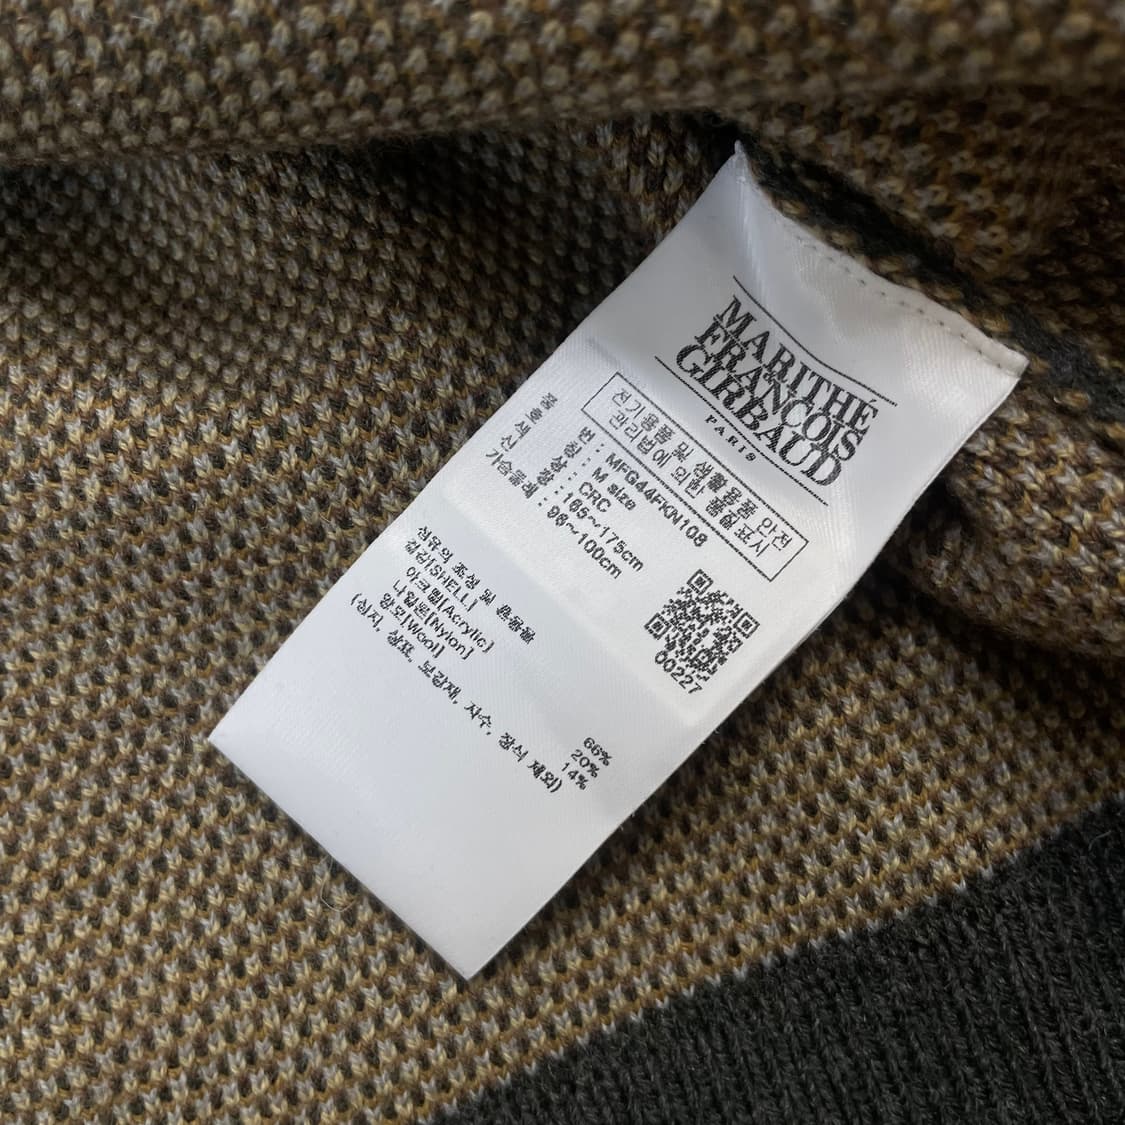 MARITHÉ
FRANÇOIS
GIRBAUD
PARIS
전기용품 및 생활용품 안전
관리법에 의한 품질표시
품 번 : MFG44FKN108
호 칭 : M size
색 상 : CRC
신 장 : 165~175cm
가슴둘레 : 96~100cm
00227
섬유의 조성 및 혼용율
겉감(SHELL)
아크릴[Acrylic] 66%
나일론[Nylon] 20%
양모[Wool] 14%
(심지, 상표, 보강재, 자수, 장식 제외)